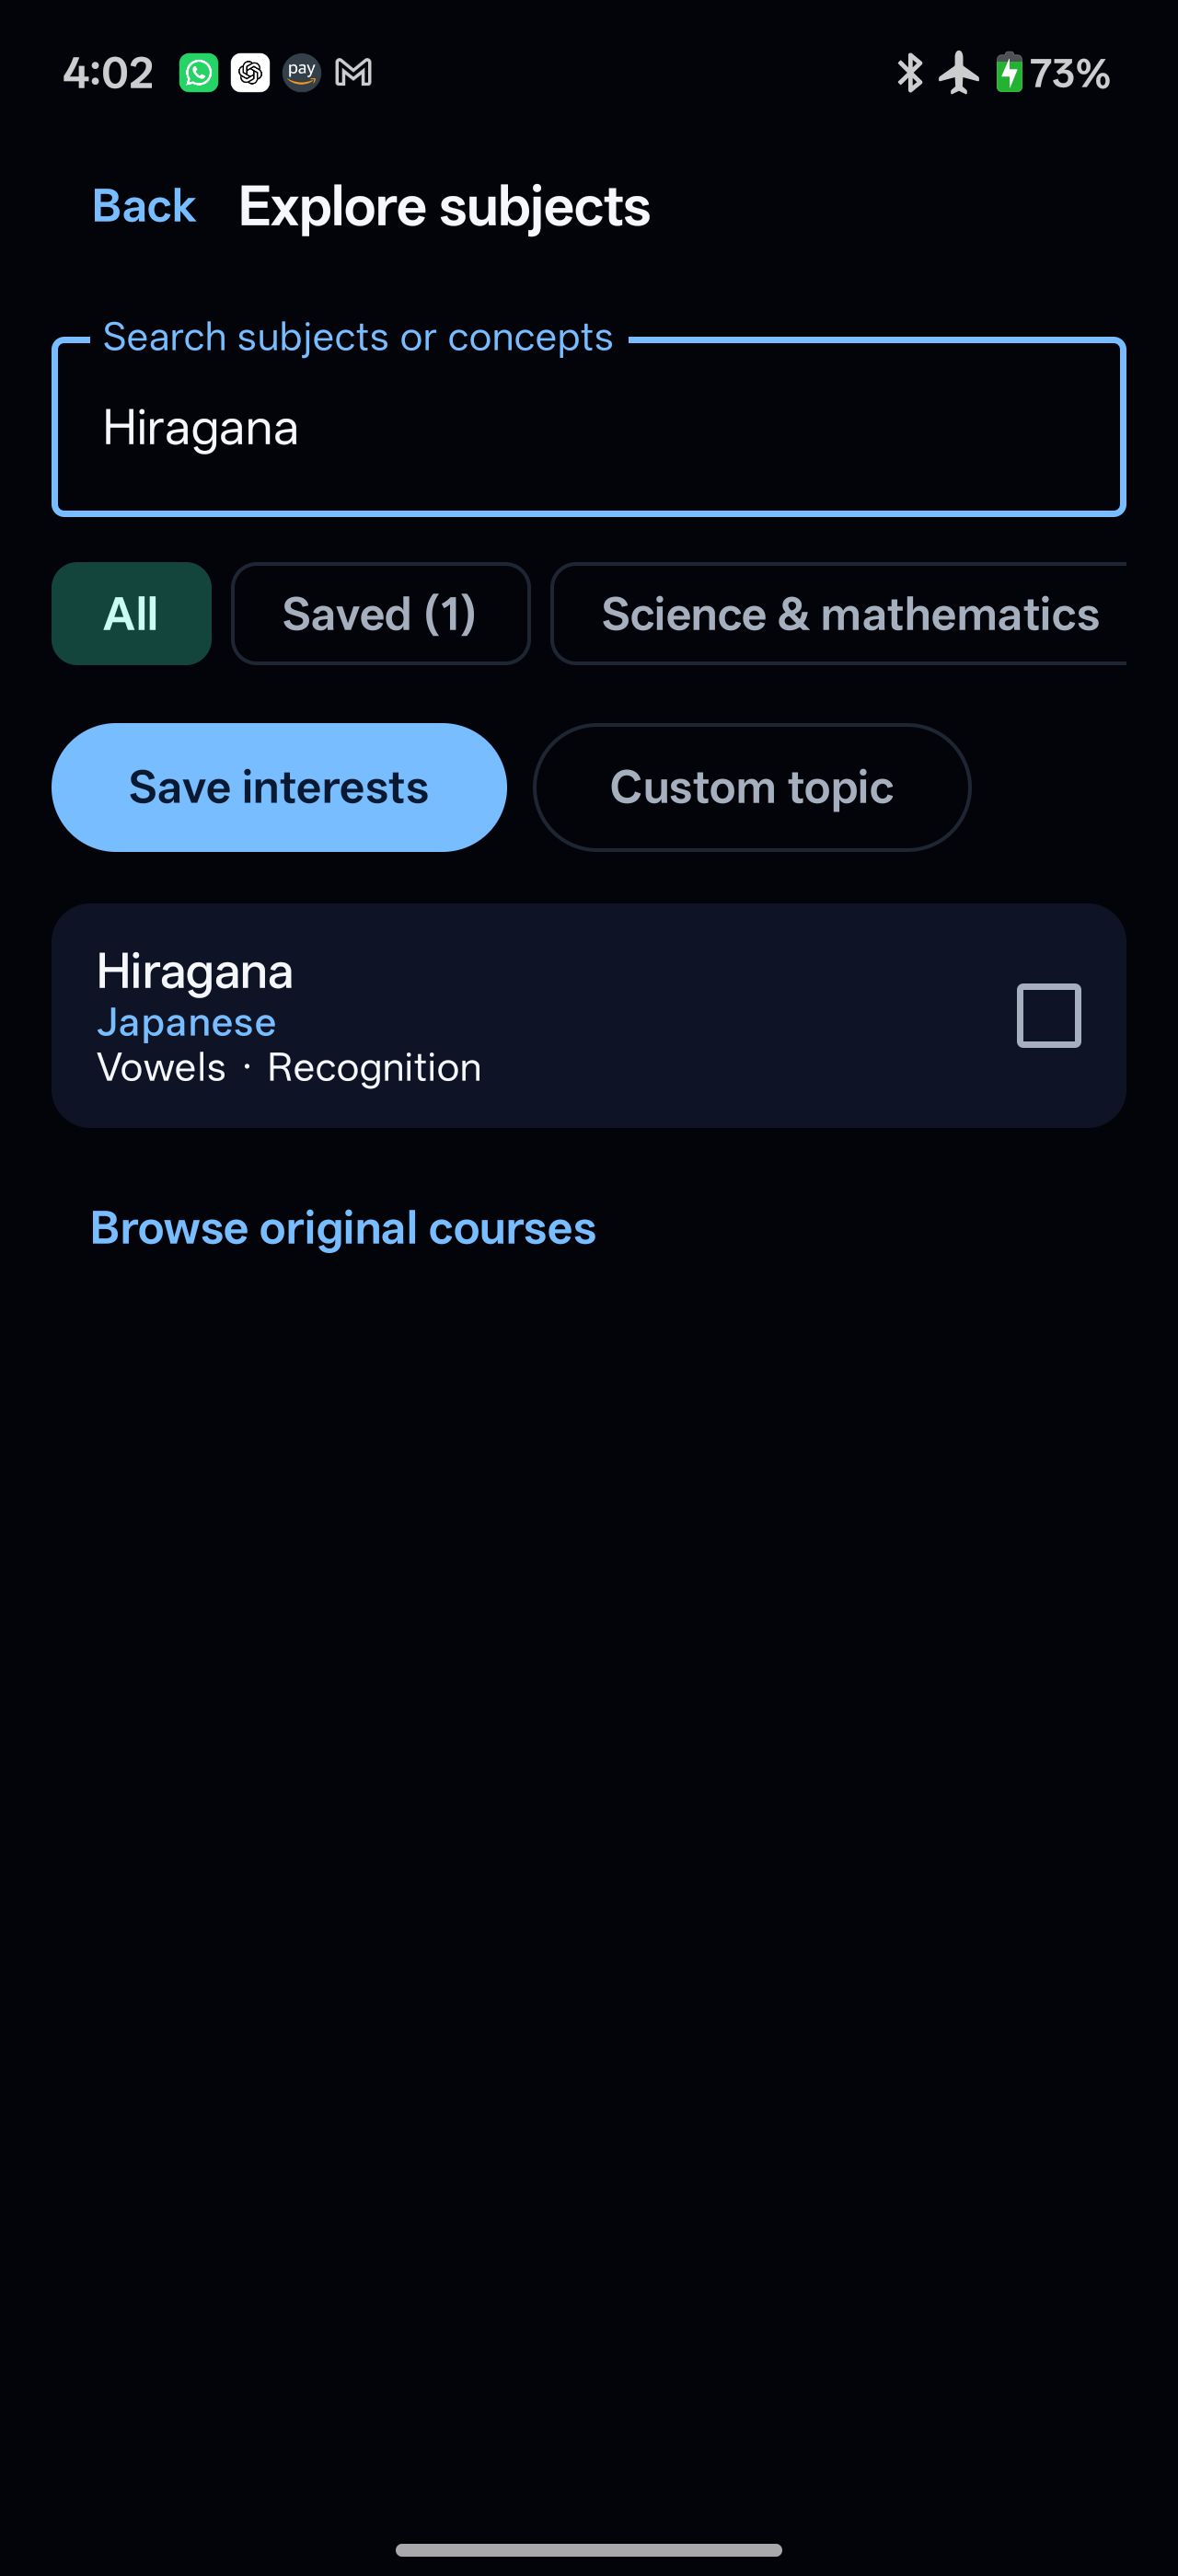 4:02 pay 73%
Back Explore subjects
Search subjects or concepts
Hiragana
All Saved (1) Science & mathematics
Save interests Custom topic
Hiragana
Japanese
Vowels · Recognition
Browse original courses